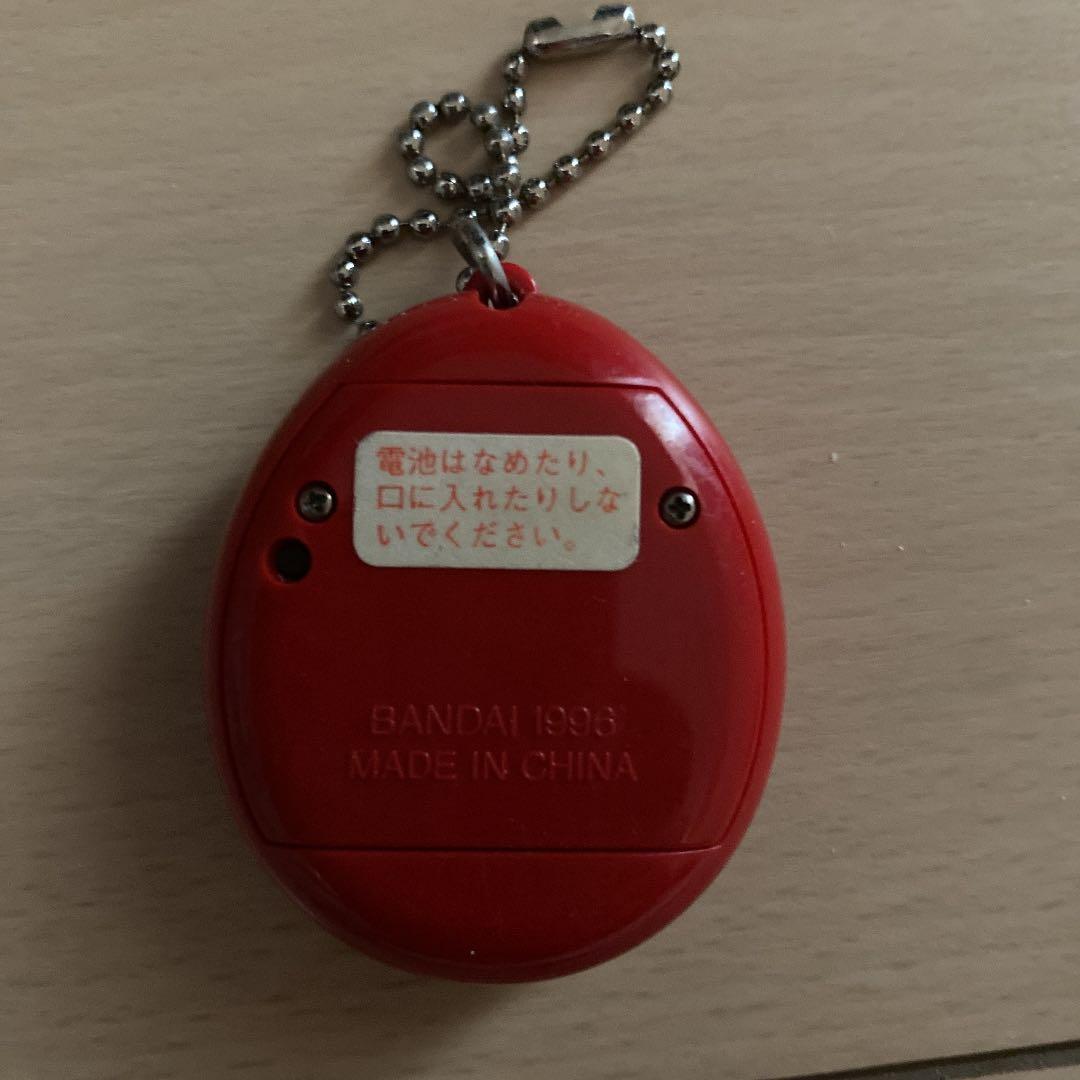 電池はなめたり、
口に入れたりしな
いでください。
BANDAI 1996
MADE IN CHINA